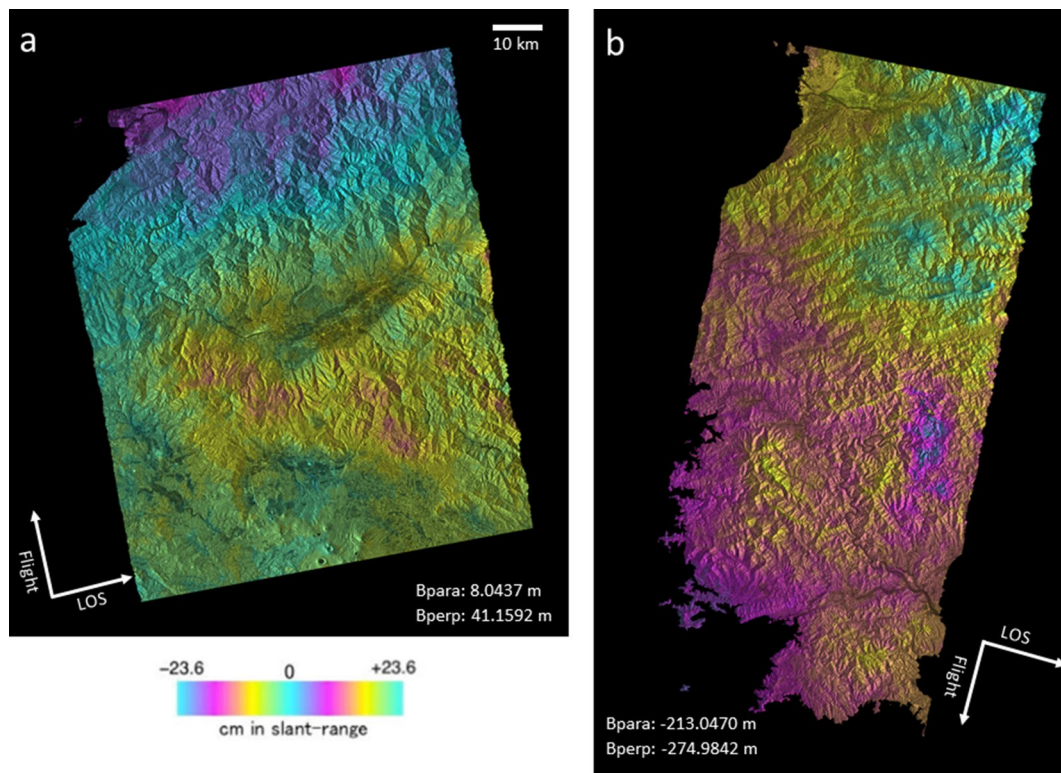 a
10 km
Flight
LOS
Bpara: 8.0437 m
Bperp: 41.1592 m
−23.6 0 +23.6
cm in slant-range
b
LOS
Flight
Bpara: -213.0470 m
Bperp: -274.9842 m